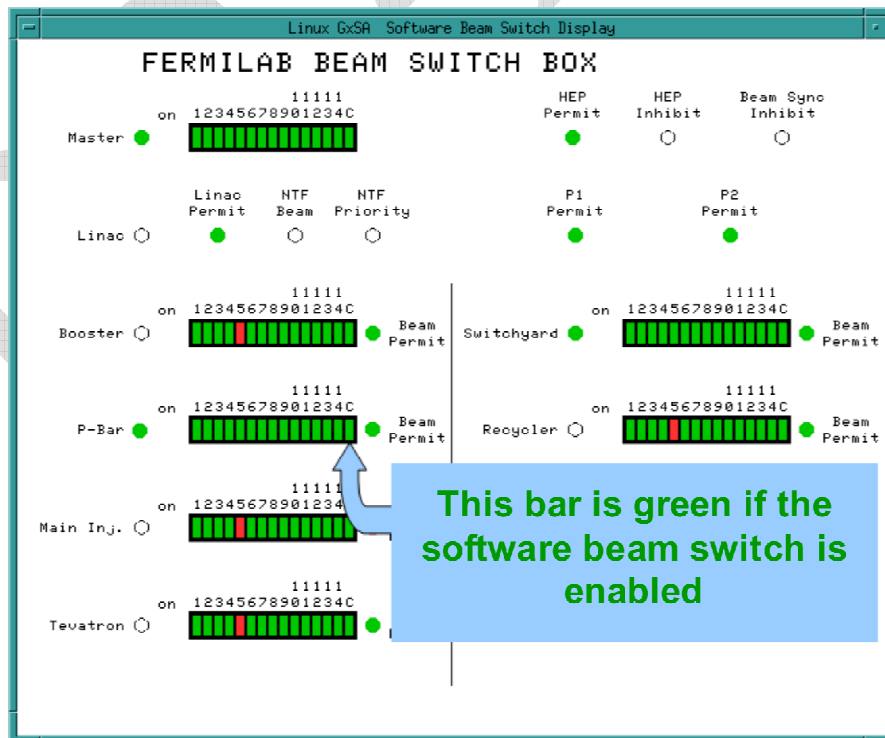 Linux GxSA Software Beam Switch Display
FERMILAB BEAM SWITCH BOX
11111
on 12345678901234C
Master
HEP
Permit
HEP
Inhibit
Beam Sync
Inhibit
Linac
Linac
Permit
NTF
Beam
NTF
Priority
P1
Permit
P2
Permit
11111
on 12345678901234C
Booster
Beam
Permit
11111
on 12345678901234C
Switchyard
Beam
Permit
11111
on 12345678901234C
P-Bar
Beam
Permit
11111
on 12345678901234C
Recycler
Beam
Permit
11111
on 12345678901234
Main Inj.
11111
on 12345678901234C
Tevatron
This bar is green if the
software beam switch is
enabled